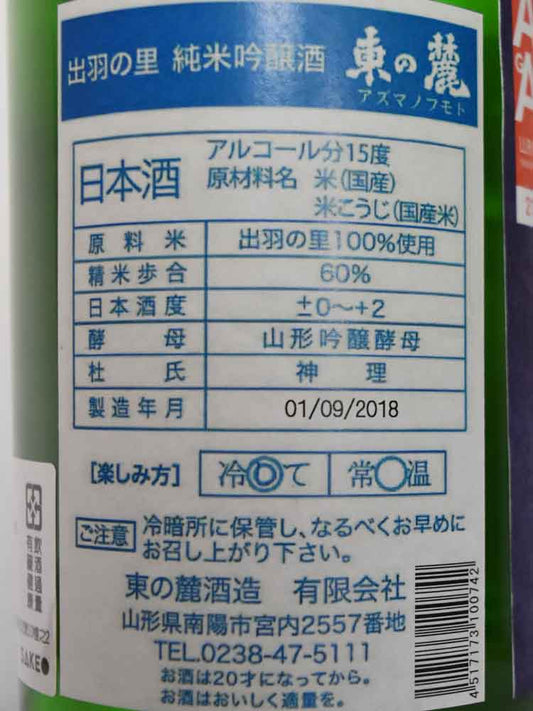 出羽の里 純米吟醸酒 東の麓
アズマノフモト
日本酒
アルコール分15度
原材料名 米(国産)
米こうじ(国産米)
原料米 出羽の里100%使用
精米歩合 60%
日本酒度 ±0〜+2
酵母 山形吟醸酵母
杜氏 神理
製造年月 01/09/2018
[楽しみ方] 冷◎て 常○温
ご注意 冷暗所に保管し、なるべくお早めに
お召し上がり下さい。
東の麓酒造 有限会社
山形県南陽市宮内2557番地
TEL.0238-47-5111
お酒は20才になってから。
お酒はおいしく適量を。
4517173100742
飲酒過量
有礙健康
SAKE